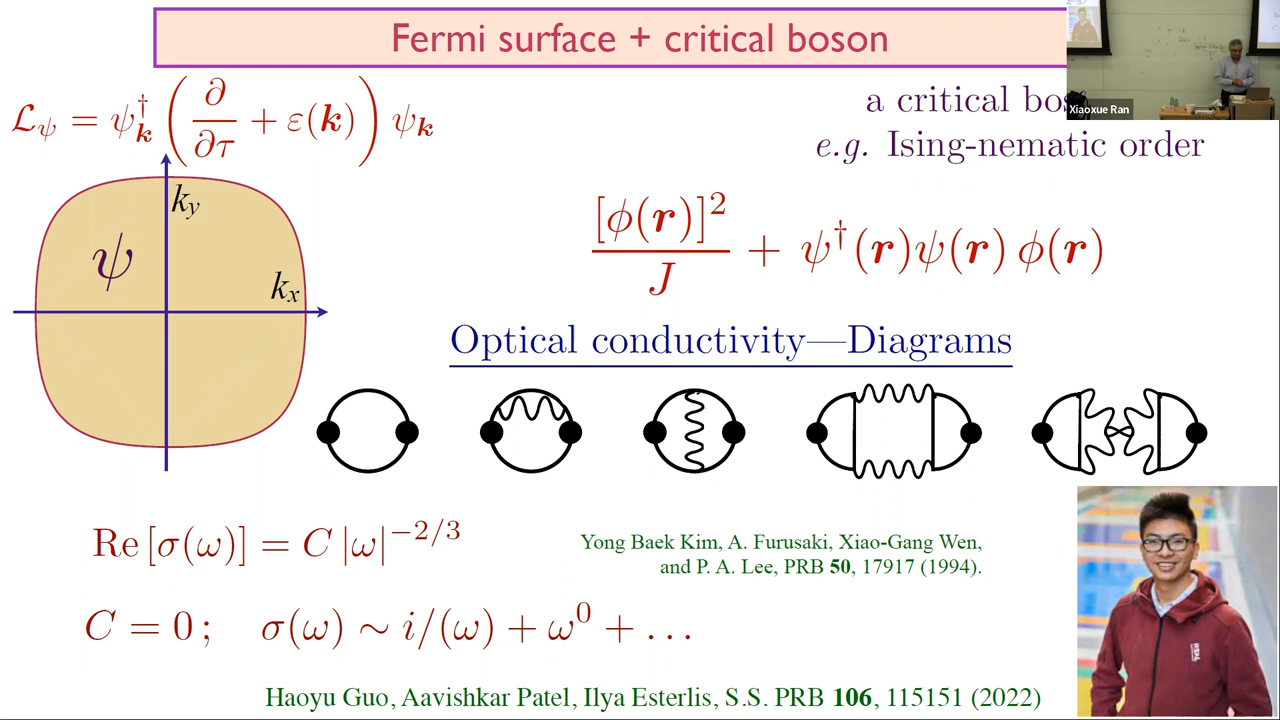 Fermi surface + critical boson
Xiaoxue Ran
ℒ_ψ = ψ†_𝒌 ( ∂/∂τ + ε(𝒌) ) ψ_𝒌
a critical bos
e.g. Ising-nematic order
k_y
ψ
k_x
[ϕ(𝒓)]²/J + ψ†(𝒓)ψ(𝒓) ϕ(𝒓)
Optical conductivity—Diagrams
Re [σ(ω)] = C |ω|^{−2/3}
Yong Baek Kim, A. Furusaki, Xiao-Gang Wen,
and P. A. Lee, PRB 50, 17917 (1994).
C = 0 ; σ(ω) ∼ i/(ω) + ω⁰ + . . .
Haoyu Guo, Aavishkar Patel, Ilya Esterlis, S.S. PRB 106, 115151 (2022)